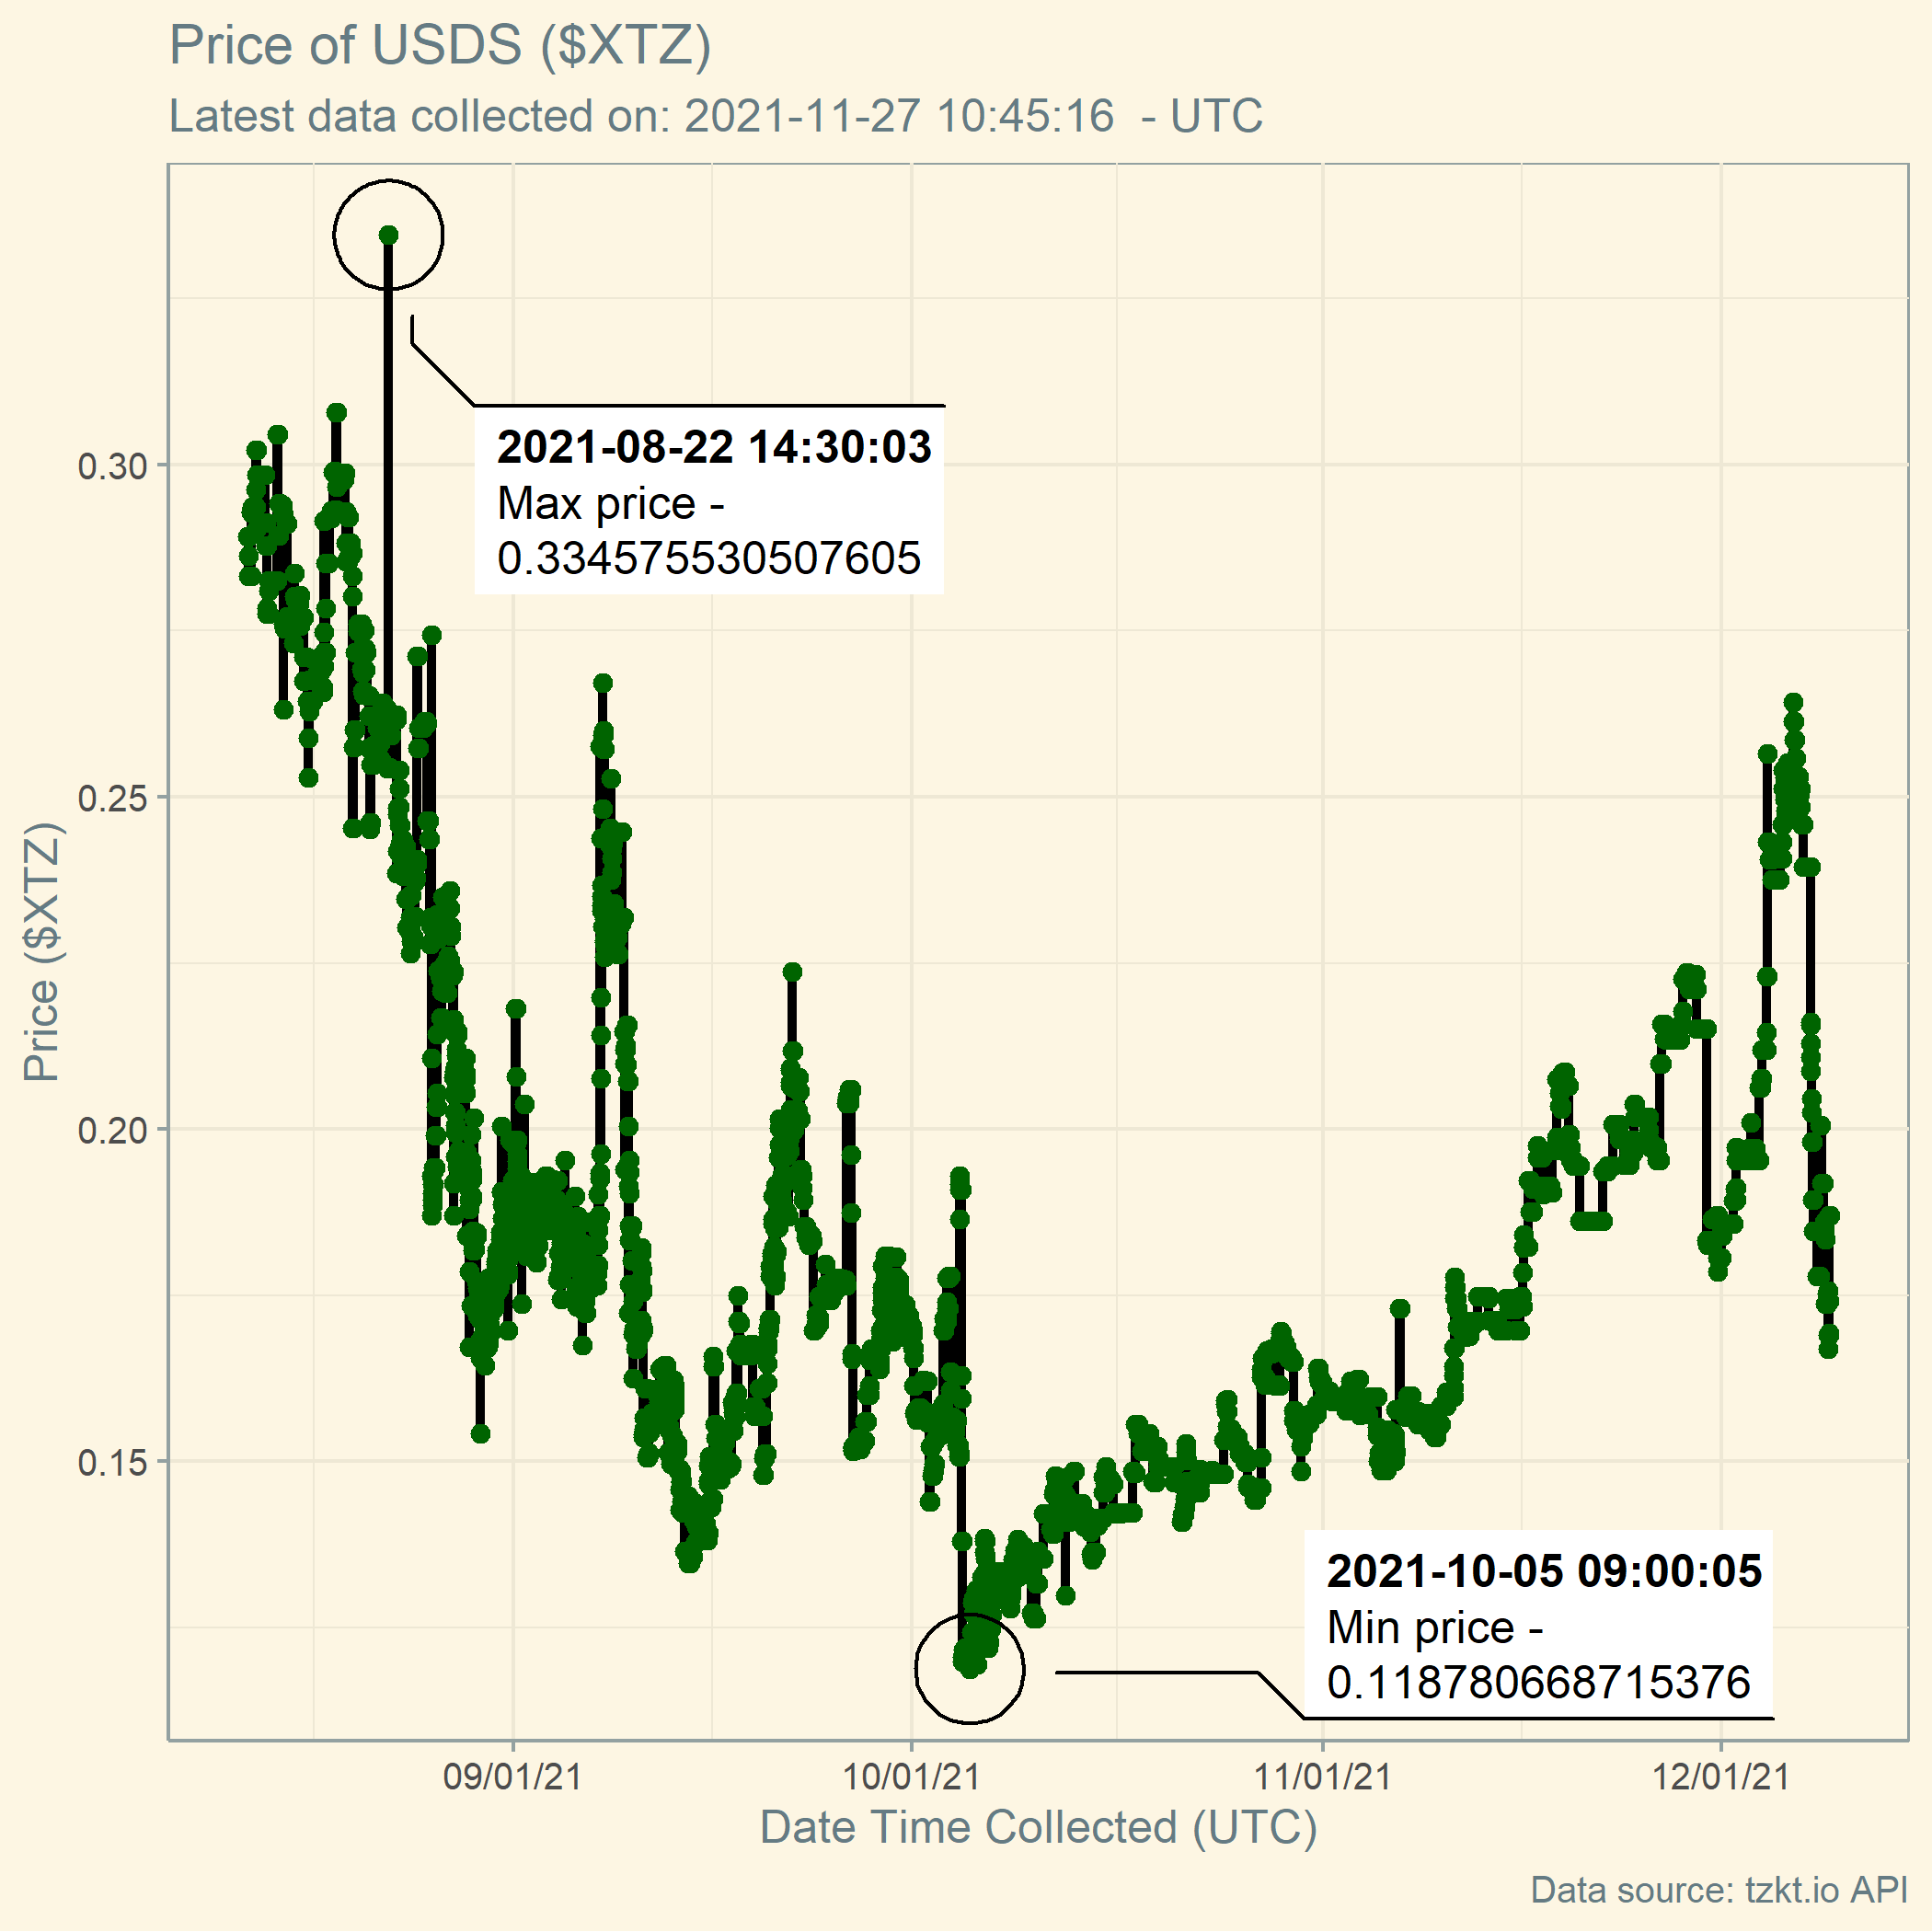 Price of USDS ($XTZ)
Latest data collected on: 2021-11-27 10:45:16  - UTC
2021-08-22 14:30:03
Max price -
0.334575530507605
0.30
0.25
Price ($XTZ)
0.20
0.15
2021-10-05 09:00:05
Min price -
0.118780668715376
09/01/21
10/01/21
11/01/21
12/01/21
Date Time Collected (UTC)
Data source: tzkt.io API